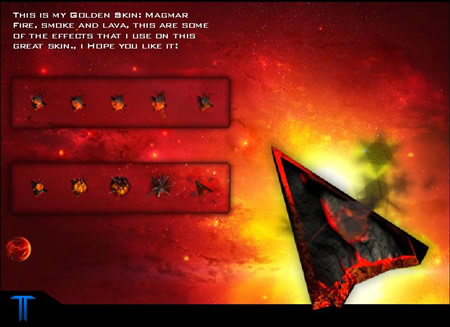 This is my Golden Skin: Magmar
Fire, smoke and lava, this are some
of the effects that i use on this
great skin., i Hope you like it!